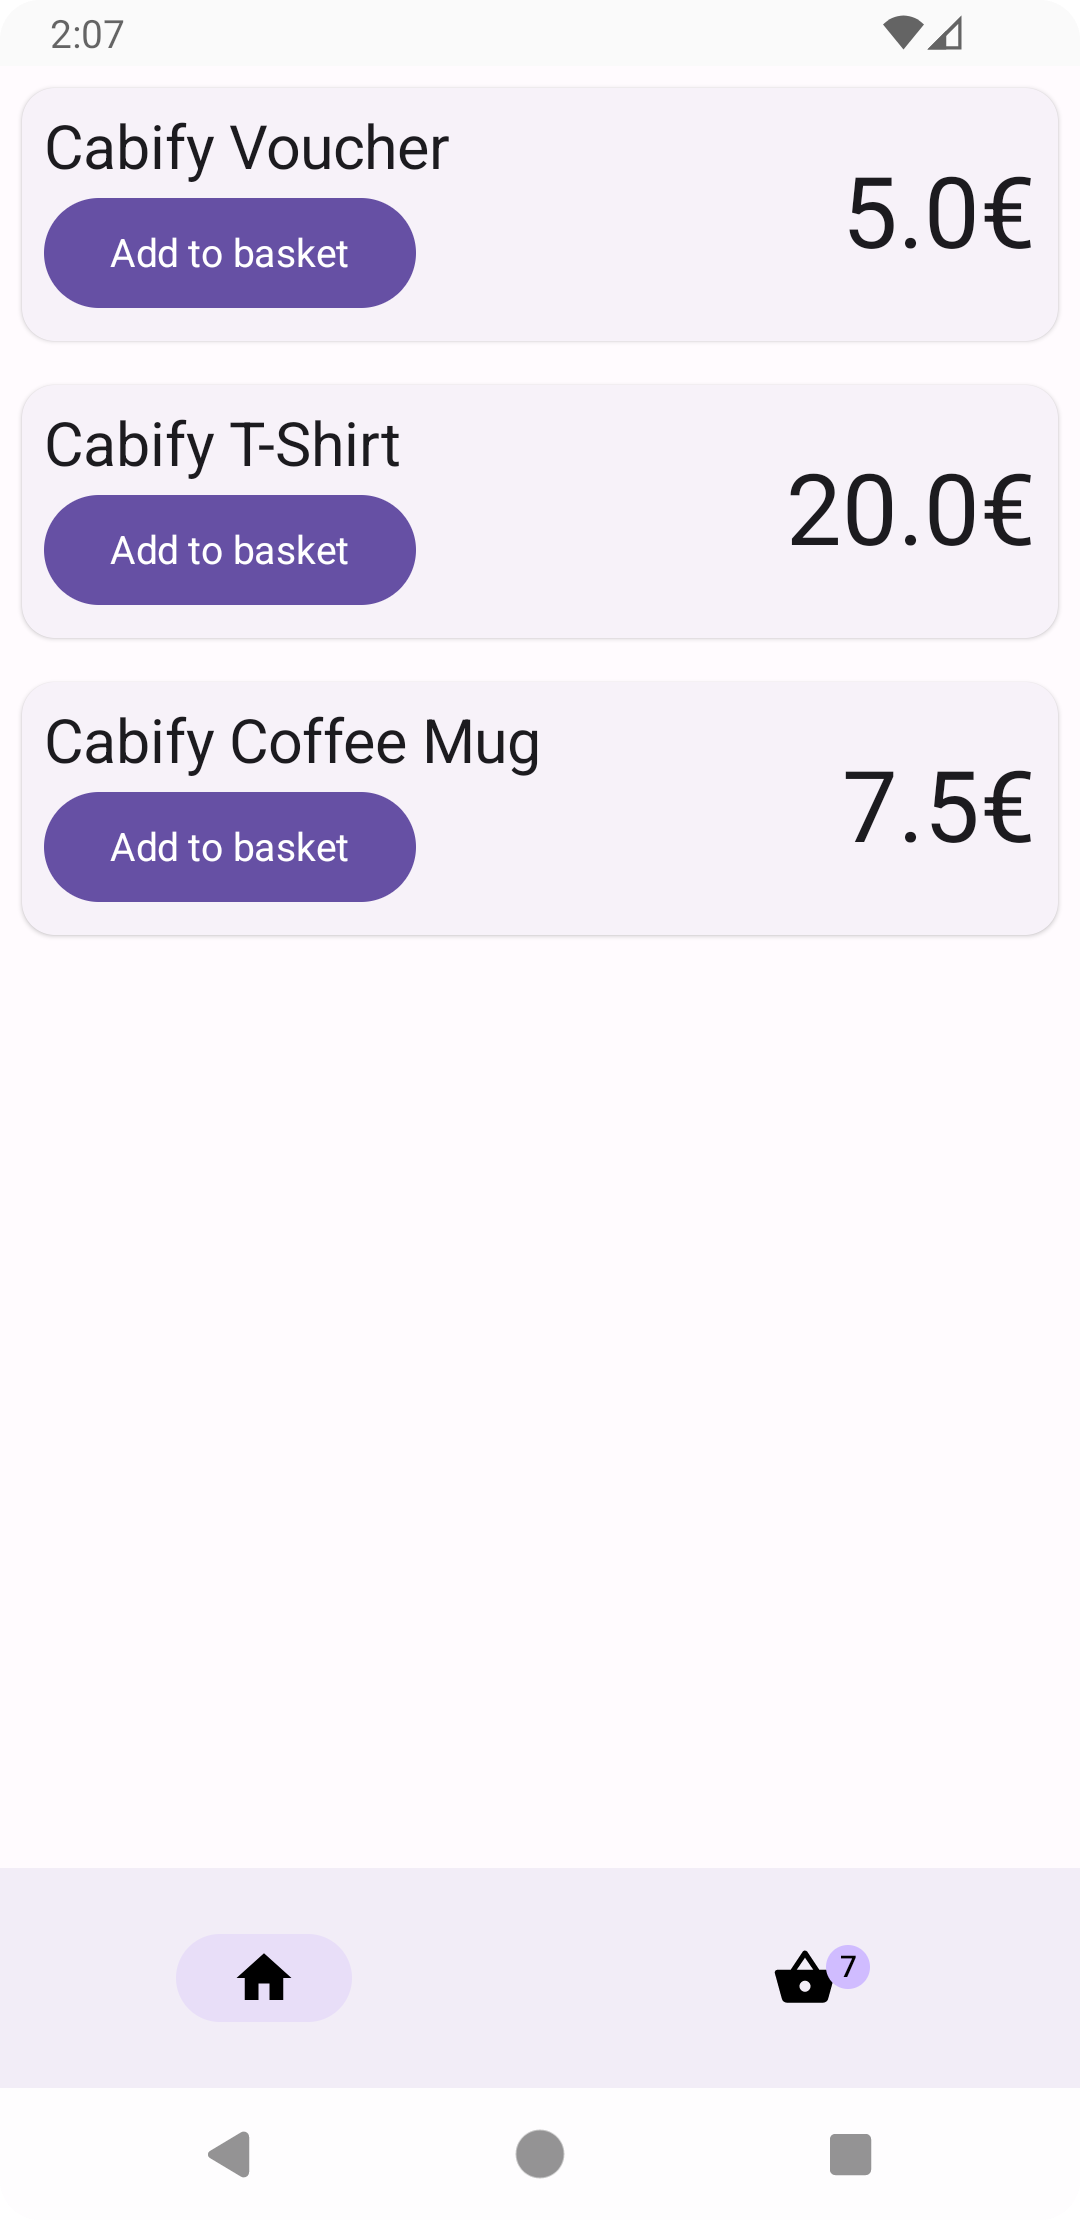 2:07
Cabify Voucher
Add to basket
5.0€
Cabify T-Shirt
Add to basket
20.0€
Cabify Coffee Mug
Add to basket
7.5€
7